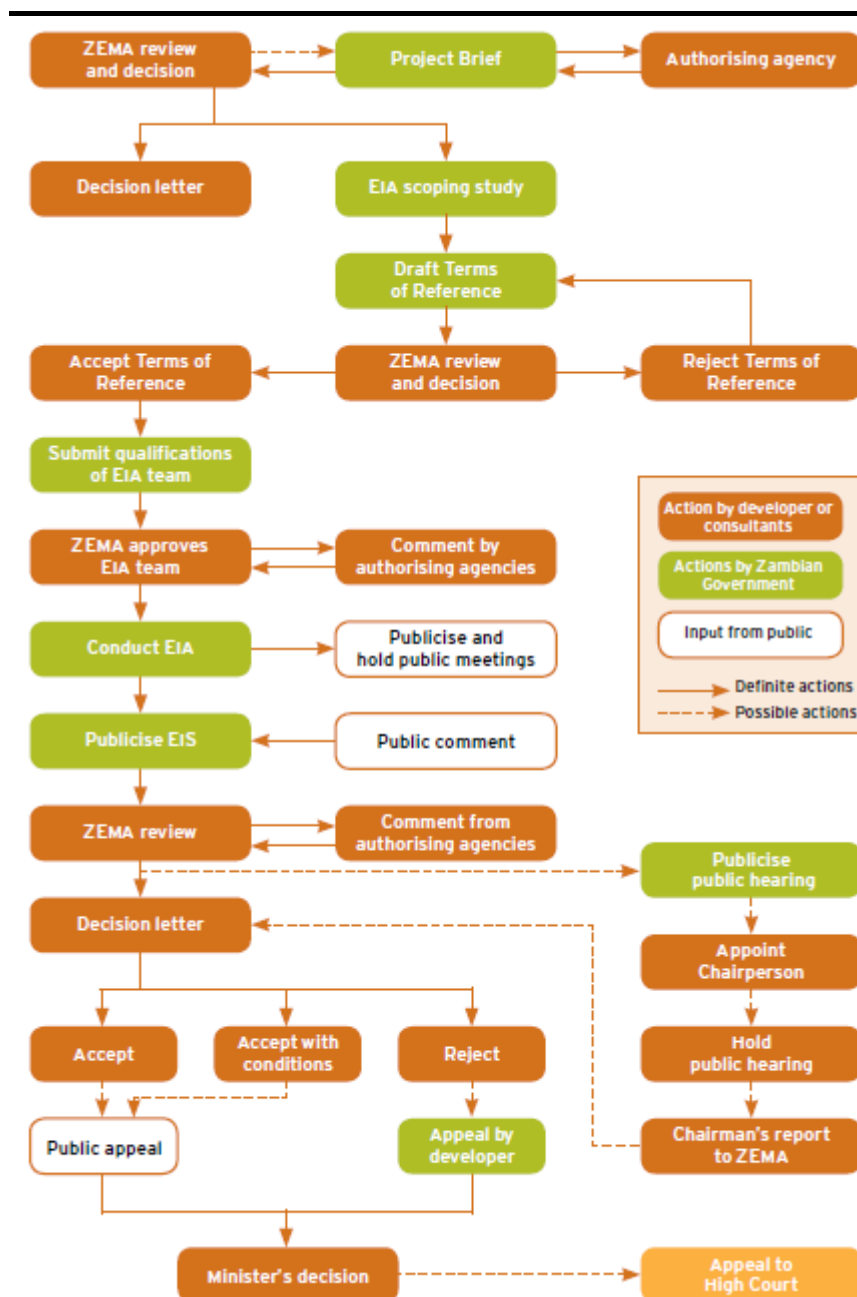 ZEMA review
and decision
Project Brief
Authorising agency
Decision letter
EIA scoping study
Draft Terms
of Reference
Accept Terms of
Reference
ZEMA review
and decision
Reject Terms of
Reference
Submit qualifications
of EIA team
ZEMA approves
EIA team
Comment by
authorising agencies
Conduct EIA
Publicise and
hold public meetings
Publicise EIS
Public comment
ZEMA review
Comment from
authorising agencies
Decision letter
Accept
Accept with
conditions
Reject
Public appeal
Appeal by
developer
Minister's decision
Action by developer or
consultants
Actions by Zambian
Government
Input from public
Definite actions
Possible actions
Publicise
public hearing
Appoint
Chairperson
Hold
public hearing
Chairman's report
to ZEMA
Appeal to
High Court